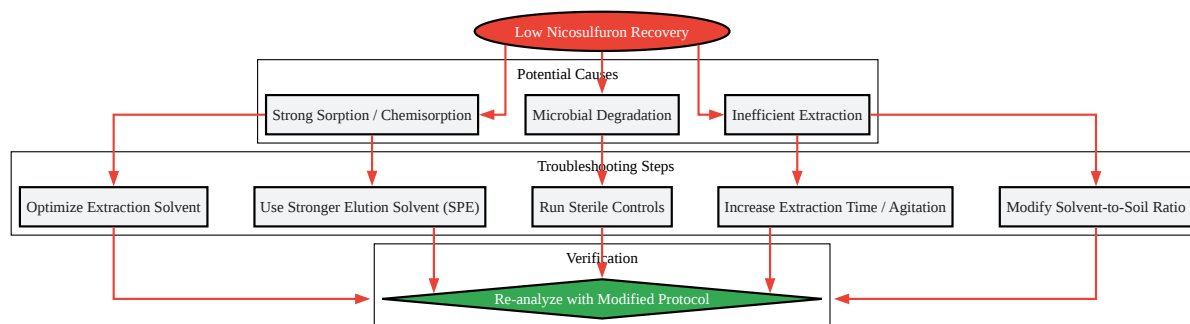 Low Nicosulfuron Recovery
Potential Causes
Strong Sorption / Chemisorption
Microbial Degradation
Inefficient Extraction
Troubleshooting Steps
Optimize Extraction Solvent
Use Stronger Elution Solvent (SPE)
Run Sterile Controls
Increase Extraction Time / Agitation
Modify Solvent-to-Soil Ratio
Verification
Re-analyze with Modified Protocol